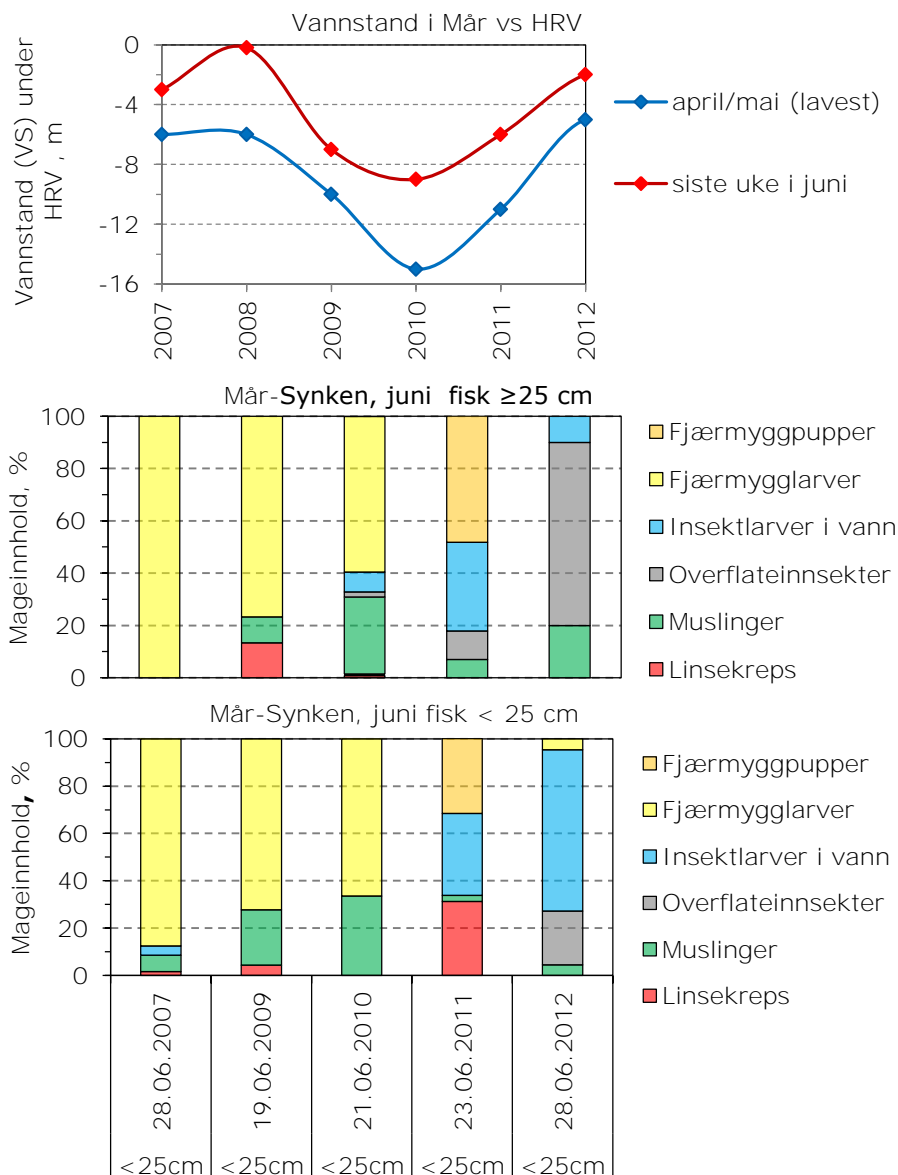 Vannstand i Mår vs HRV
Vannstand (VS) under
HRV , m
0
-4
-8
-12
-16
2007
2008
2009
2010
2011
2012
april/mai (lavest)
siste uke i juni
Mår-Synken, juni fisk ≥25 cm
Mageinnhold, %
100
80
60
40
20
0
Fjærmyggpupper
Fjærmygglarver
Insektlarver i vann
Overflateinnsekter
Muslinger
Linsekreps
Mår-Synken, juni fisk < 25 cm
Mageinnhold, %
100
80
60
40
20
0
Fjærmyggpupper
Fjærmygglarver
Insektlarver i vann
Overflateinnsekter
Muslinger
Linsekreps
28.06.2007
19.06.2009
21.06.2010
23.06.2011
28.06.2012
<25cm
<25cm
<25cm
<25cm
<25cm